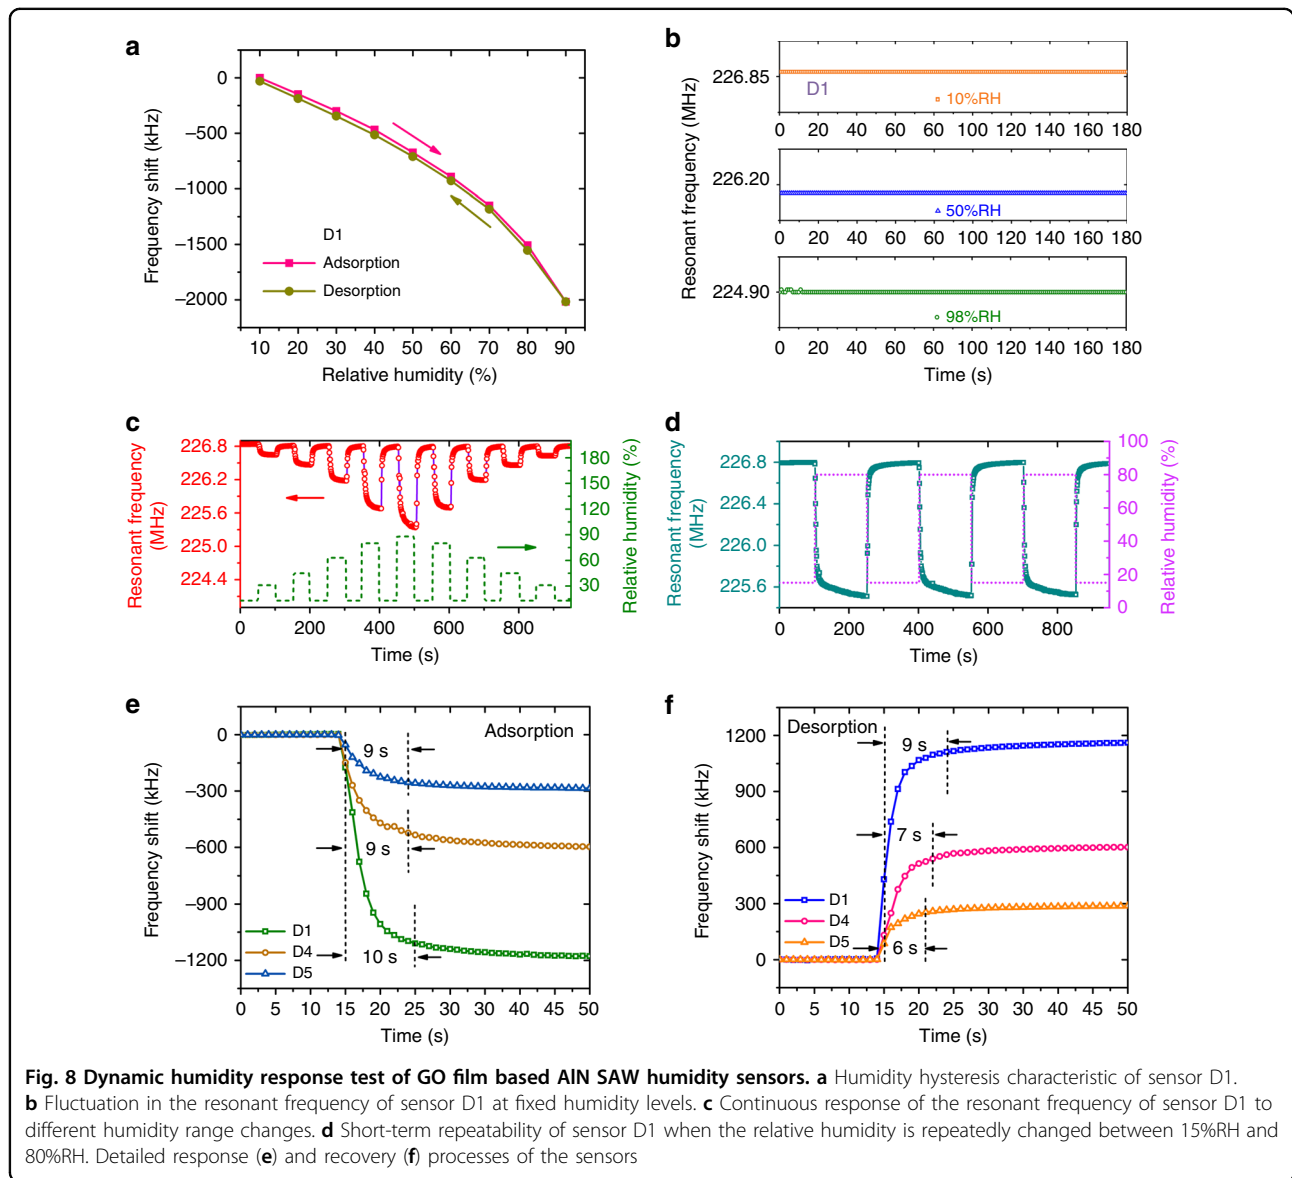 a
0
−500
−1000
−1500
−2000
Frequency shift (kHz)
D1
Adsorption
Desorption
10 20 30 40 50 60 70 80 90
Relative humidity (%)
b
Resonant frequency (MHz)
226.85
D1
10%RH
0 20 40 60 80 100 120 140 160 180
226.20
50%RH
0 20 40 60 80 100 120 140 160 180
224.90
98%RH
0 20 40 60 80 100 120 140 160 180
Time (s)
c
Resonant frequency
(MHz)
226.8
226.2
225.6
225.0
224.4
180
150
120
90
60
30
Relative humidity (%)
0 200 400 600 800
Time (s)
d
Resonant frequency
(MHz)
226.8
226.4
226.0
225.6
100
80
60
40
20
0
Relative humidity (%)
0 200 400 600 800
Time (s)
e
Frequency shift (kHz)
0
−300
−600
−900
−1200
Adsorption
9 s
9 s
10 s
D1
D4
D5
0 5 10 15 20 25 30 35 40 45 50
Time (s)
f
Frequency shift (kHz)
1200
900
600
300
0
Desorption
9 s
7 s
6 s
D1
D4
D5
0 5 10 15 20 25 30 35 40 45 50
Time (s)
Fig. 8 Dynamic humidity response test of GO film based AlN SAW humidity sensors. a Humidity hysteresis characteristic of sensor D1.
b Fluctuation in the resonant frequency of sensor D1 at fixed humidity levels. c Continuous response of the resonant frequency of sensor D1 to
different humidity range changes. d Short-term repeatability of sensor D1 when the relative humidity is repeatedly changed between 15%RH and
80%RH. Detailed response (e) and recovery (f) processes of the sensors